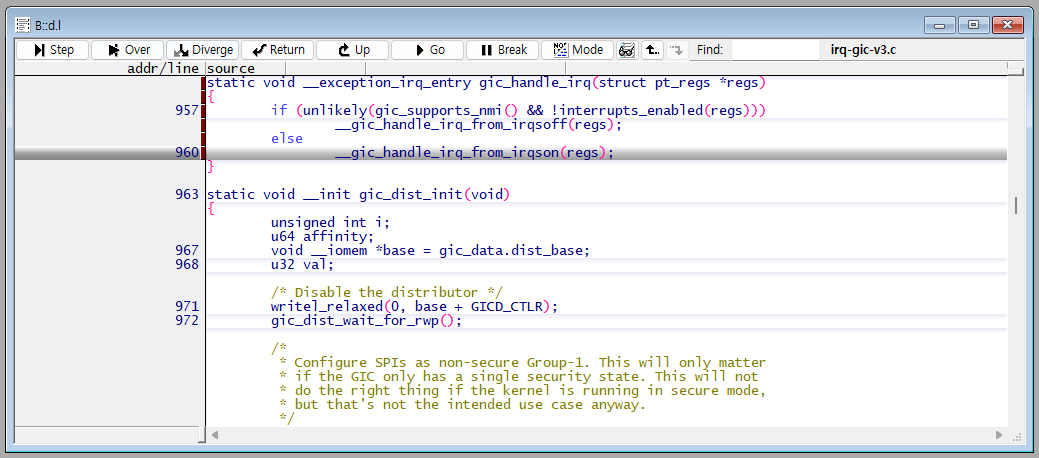 B::d.l
Step Over Diverge Return Up Go Break Mode Find: irq-gic-v3.c
addr/line source
static void __exception_irq_entry gic_handle_irq(struct pt_regs *regs)
{
957 if (unlikely(gic_supports_nmi() && !interrupts_enabled(regs)))
__gic_handle_irq_from_irqsoff(regs);
else
960 __gic_handle_irq_from_irqson(regs);
}
963 static void __init gic_dist_init(void)
{
unsigned int i;
u64 affinity;
967 void __iomem *base = gic_data.dist_base;
968 u32 val;
/* Disable the distributor */
971 writel_relaxed(0, base + GICD_CTLR);
972 gic_dist_wait_for_rwp();
/*
* Configure SPIs as non-secure Group-1. This will only matter
* if the GIC only has a single security state. This will not
* do the right thing if the kernel is running in secure mode,
* but that's not the intended use case anyway.
*/